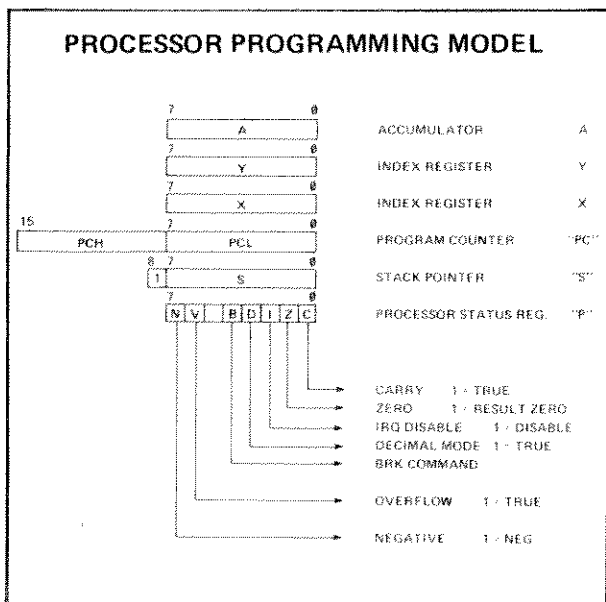 PROCESSOR PROGRAMMING MODEL
7 0
A ACCUMULATOR A
7 0
Y INDEX REGISTER Y
7 0
X INDEX REGISTER X
15 7 0
PCH PCL PROGRAM COUNTER "PC"
8 7 0
1 S STACK POINTER "S"
7 0
N V B D I Z C PROCESSOR STATUS REG. "P"
CARRY 1 = TRUE
ZERO 1 = RESULT ZERO
IRQ DISABLE 1 = DISABLE
DECIMAL MODE 1 = TRUE
BRK COMMAND
OVERFLOW 1 = TRUE
NEGATIVE 1 = NEG